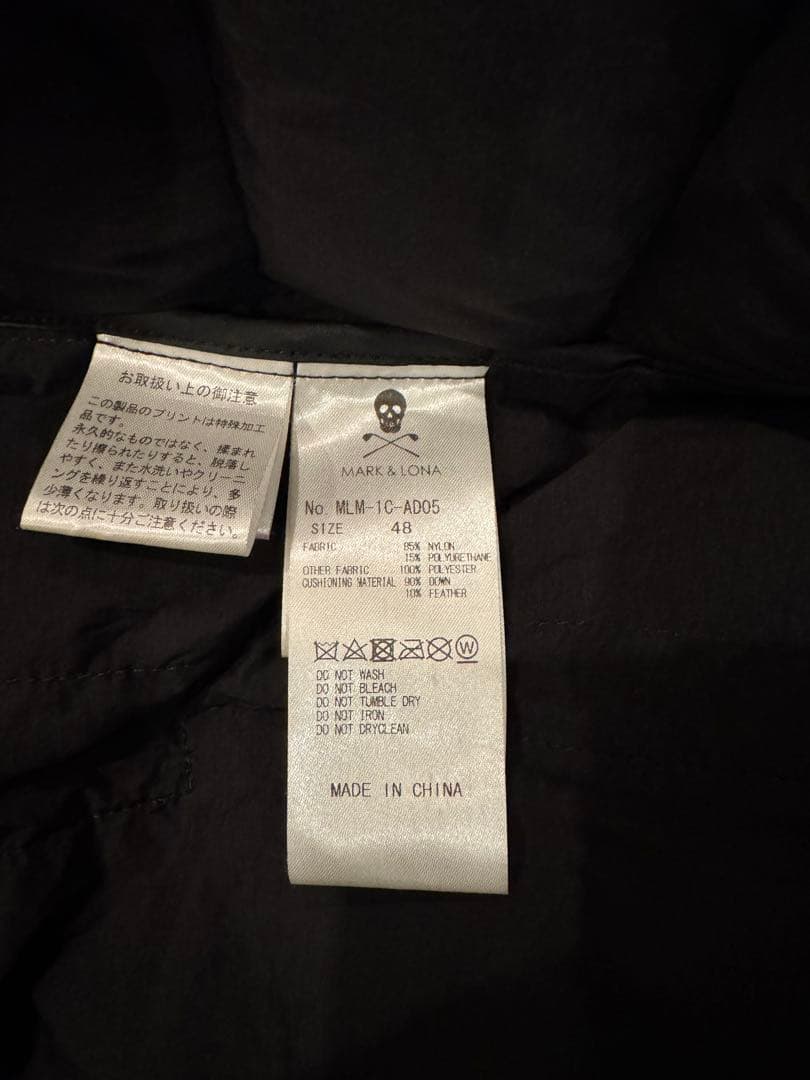 お取扱い上の御注意
この製品のプリントは特殊加工
品です。
永久的なものではなく、揉まれ
たり擦られたりすると、脱落し
やすく、また水洗いやクリーニ
ングを繰り返すことにより、多
少薄くなります。取り扱いの際
は次の点に十分ご注意ください。
MARK & LONA
No. MLM-1C-AD05
SIZE 48
FABRIC 85% NYLON
15% POLYURETHANE
OTHER FABRIC 100% POLYESTER
CUSHIONING MATERIAL 90% DOWN
10% FEATHER
W
DO NOT WASH
DO NOT BLEACH
DO NOT TUMBLE DRY
DO NOT IRON
DO NOT DRYCLEAN
MADE IN CHINA